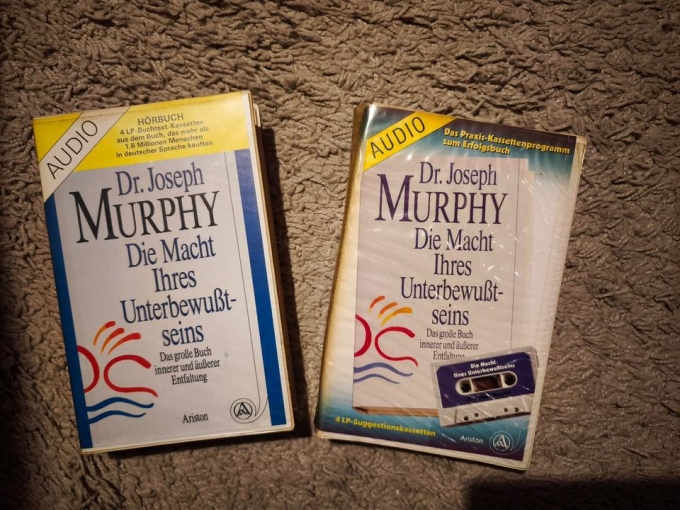 AUDIO
HÖRBUCH
4 LP-Buchtext-Kassetten
aus dem Buch, das mehr als
1,6 Millionen Menschen
in deutscher Sprache kauften
Dr. Joseph
MURPHY
Die Macht
Ihres
Unterbewußt-
seins
Das große Buch
innerer und äußerer
Entfaltung
Ariston
AUDIO
Das Praxis-Kassettenprogramm
zum Erfolgsbuch
Dr. Joseph
MURPHY
Die Macht
Ihres
Unterbewußt-
seins
Das große Buch
innerer und äußerer
Entfaltung
Die Macht
Ihres Unterbewußtseins
4 LP-Suggestionskassetten
Ariston